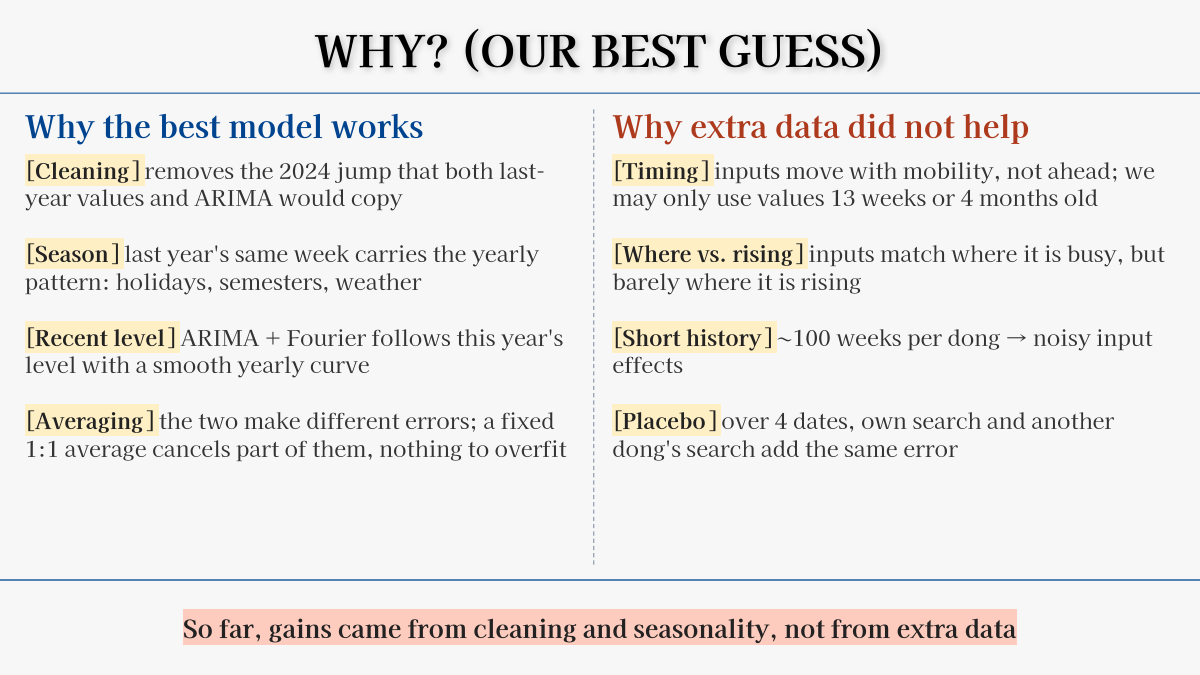 WHY? (OUR BEST GUESS)
Why the best model works
[Cleaning] removes the 2024 jump that both last-
year values and ARIMA would copy
[Season] last year's same week carries the yearly
pattern: holidays, semesters, weather
[Recent level] ARIMA + Fourier follows this year's
level with a smooth yearly curve
[Averaging] the two make different errors; a fixed
1:1 average cancels part of them, nothing to overfit
Why extra data did not help
[Timing] inputs move with mobility, not ahead; we
may only use values 13 weeks or 4 months old
[Where vs. rising] inputs match where it is busy, but
barely where it is rising
[Short history] ~100 weeks per dong → noisy input
effects
[Placebo] over 4 dates, own search and another
dong's search add the same error
So far, gains came from cleaning and seasonality, not from extra data